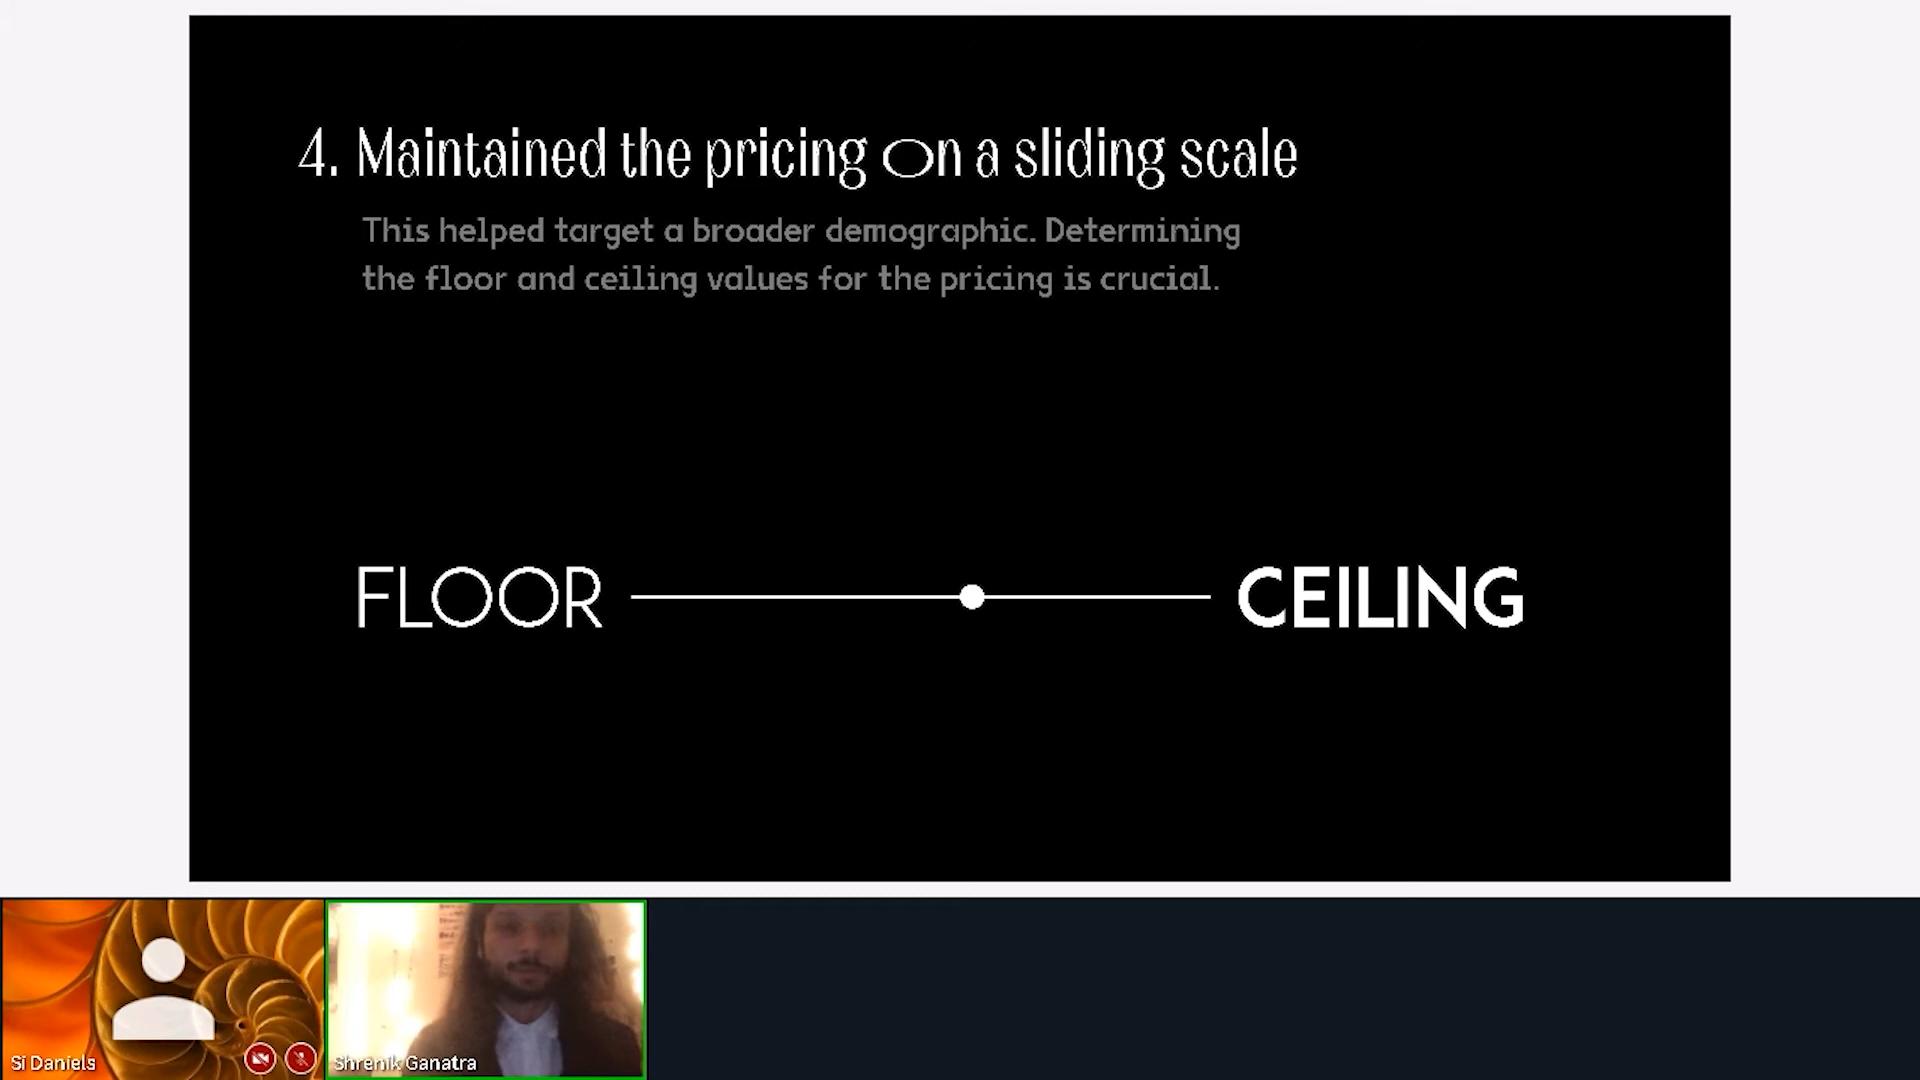 4. Maintained the pricing on a sliding scale
This helped target a broader demographic. Determining
the floor and ceiling values for the pricing is crucial.
FLOOR CEILING
Si Daniels
Shrenik Ganatra